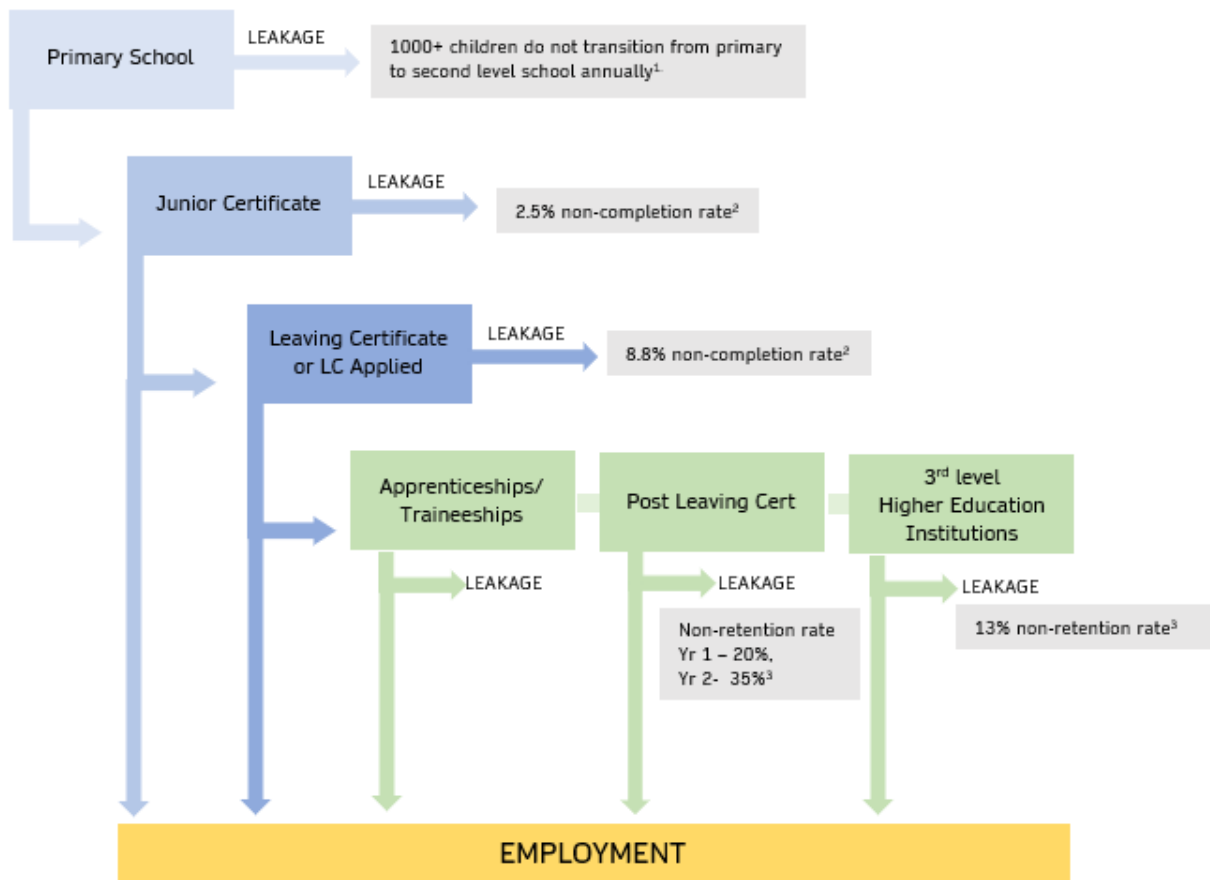 Primary School
LEAKAGE
1000+ children do not transition from primary
to second level school annually¹·
Junior Certificate
LEAKAGE
2.5% non-completion rate²
Leaving Certificate
or LC Applied
LEAKAGE
8.8% non-completion rate²
Apprenticeships/
Traineeships
LEAKAGE
Post Leaving Cert
LEAKAGE
Non-retention rate
Yr 1 – 20%,
Yr 2- 35%³
3rd level
Higher Education
Institutions
LEAKAGE
13% non-retention rate³
EMPLOYMENT